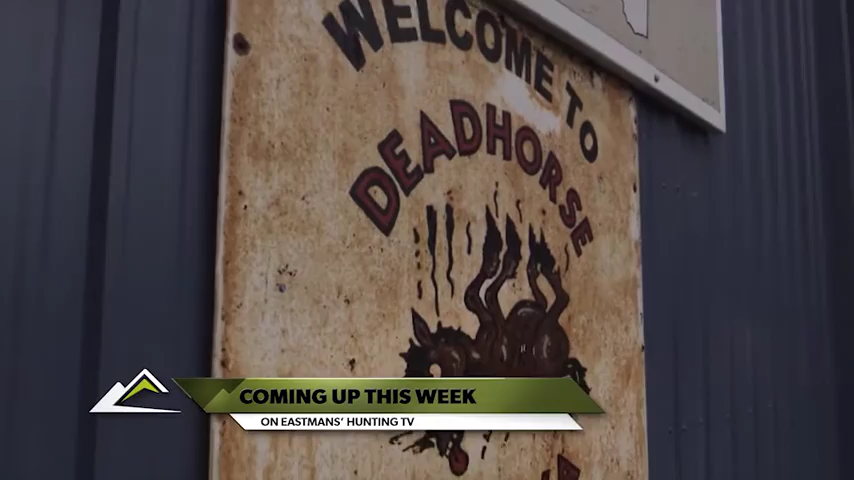 WELCOME TO
DEADHORSE
COMING UP THIS WEEK
ON EASTMANS' HUNTING TV